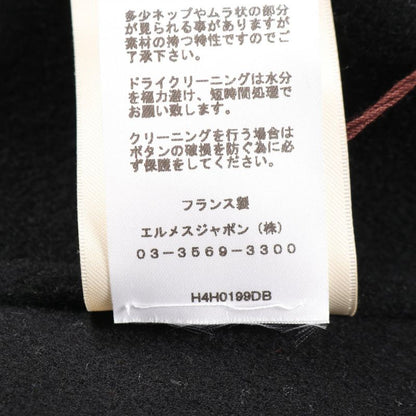 多少ネップやムラ状の部分
が見られる事がありますが
素材の持つ特性ですのでご
了承下さい。
ドライクリーニングは水分
を極力避け、短時間処理で
お願い致します。
クリーニングを行う場合は
ボタンの破損を防ぐ為に必
ず保護をしてください。
フランス製
エルメスジャポン（株）
03-3569-3300
H4H0199DB